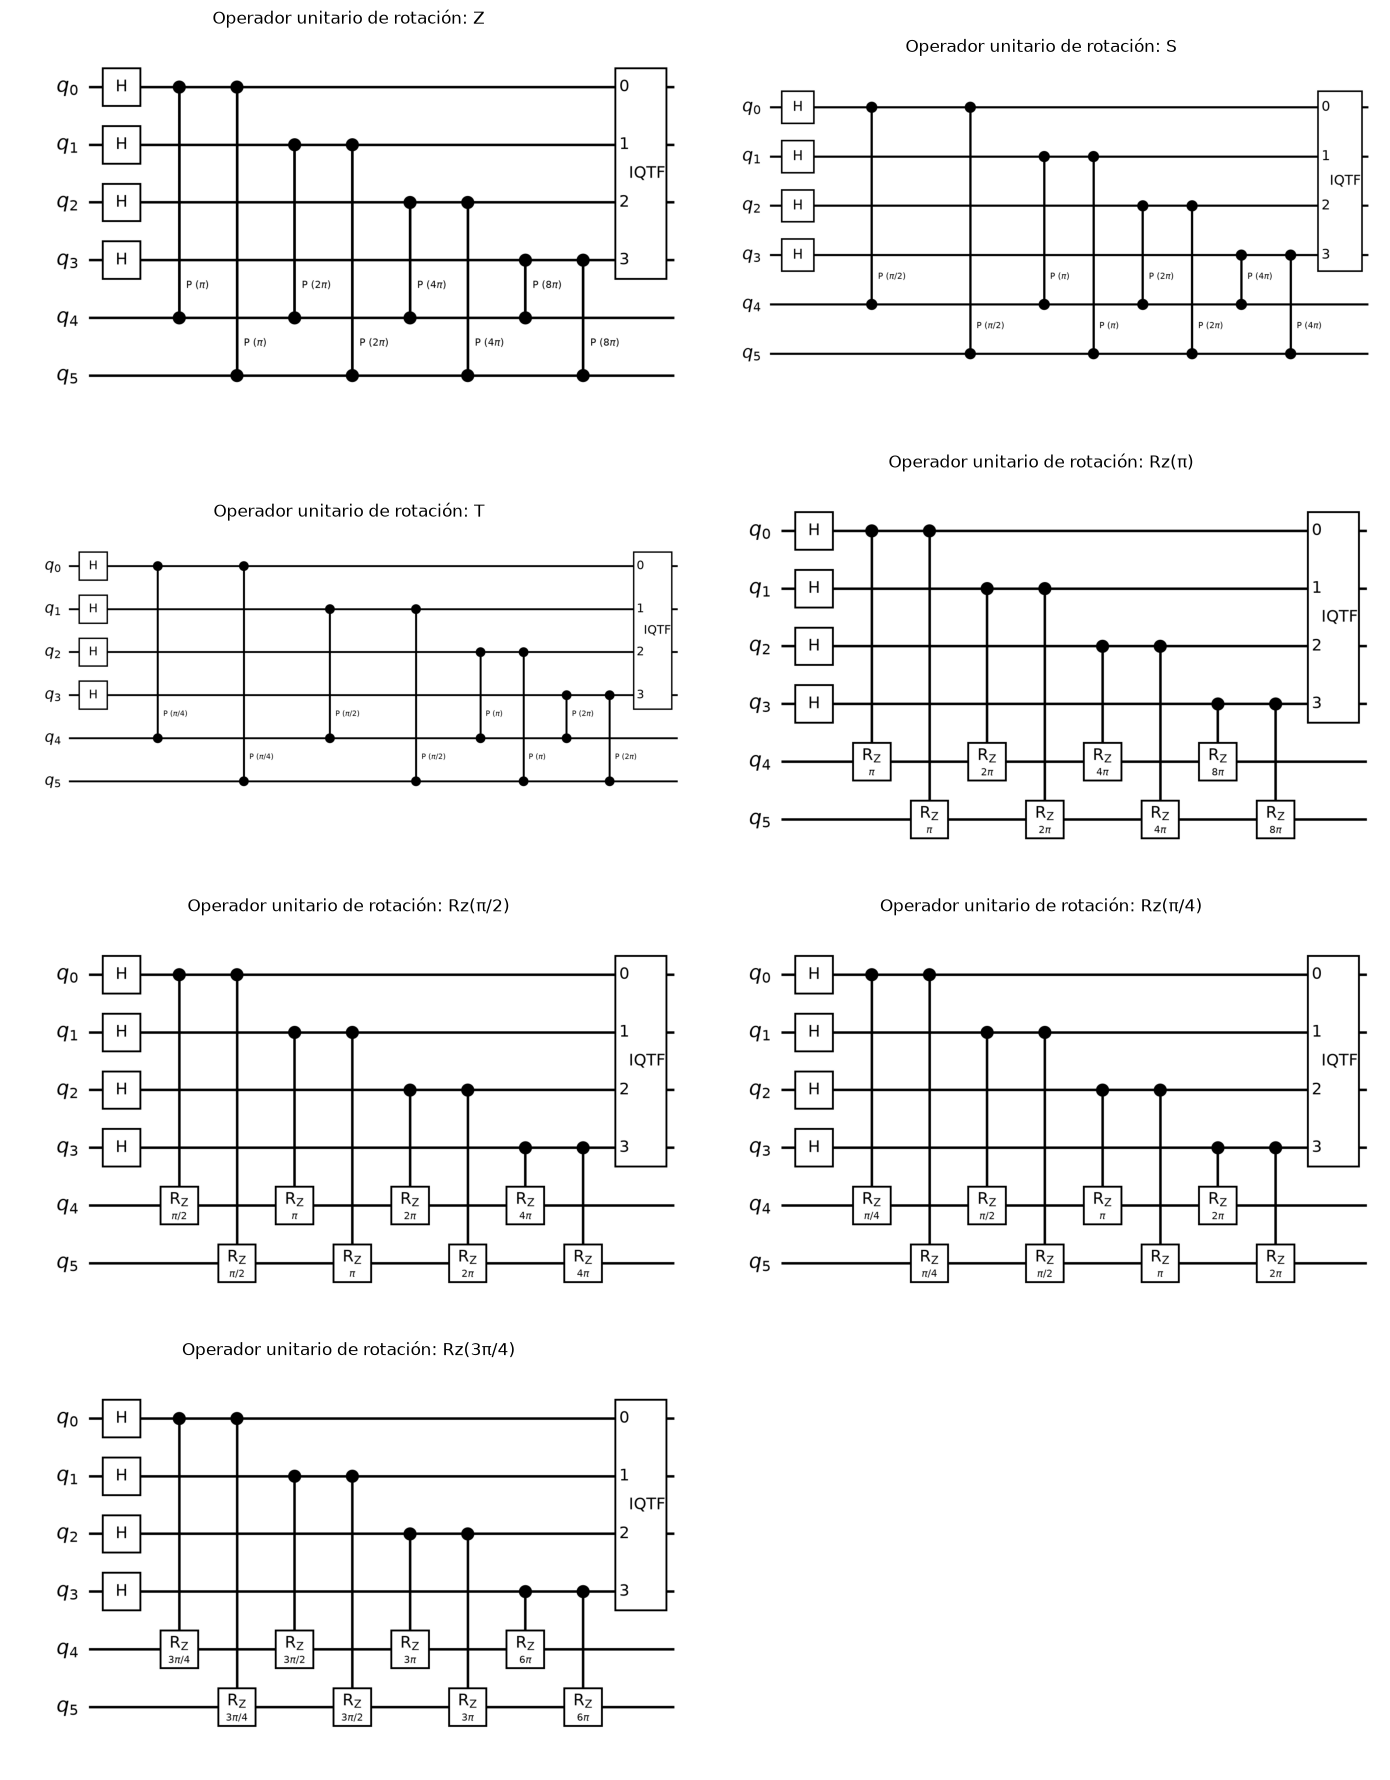 Operador unitario de rotación: Z
q0 H 0
q1 H 1
IQTF
q2 H 2
q3 H 3
P (π) P (2π) P (4π) P (8π)
q4
P (π) P (2π) P (4π) P (8π)
q5
Operador unitario de rotación: S
q0 H 0
q1 H 1
IQTF
q2 H 2
q3 H 3
P (π/2) P (π) P (2π) P (4π)
q4
P (π/2) P (π) P (2π) P (4π)
q5
Operador unitario de rotación: T
q0 H 0
q1 H 1
IQTF
q2 H 2
q3 H 3
P (π/4) P (π/2) P (π) P (2π)
q4
P (π/4) P (π/2) P (π) P (2π)
q5
Operador unitario de rotación: Rz(π)
q0 H 0
q1 H 1
IQTF
q2 H 2
q3 H 3
q4 RZ RZ RZ RZ
π 2π 4π 8π
q5 RZ RZ RZ RZ
π 2π 4π 8π
Operador unitario de rotación: Rz(π/2)
q0 H 0
q1 H 1
IQTF
q2 H 2
q3 H 3
q4 RZ RZ RZ RZ
π/2 π 2π 4π
q5 RZ RZ RZ RZ
π/2 π 2π 4π
Operador unitario de rotación: Rz(π/4)
q0 H 0
q1 H 1
IQTF
q2 H 2
q3 H 3
q4 RZ RZ RZ RZ
π/4 π/2 π 2π
q5 RZ RZ RZ RZ
π/4 π/2 π 2π
Operador unitario de rotación: Rz(3π/4)
q0 H 0
q1 H 1
IQTF
q2 H 2
q3 H 3
q4 RZ RZ RZ RZ
3π/4 3π/2 3π 6π
q5 RZ RZ RZ RZ
3π/4 3π/2 3π 6π